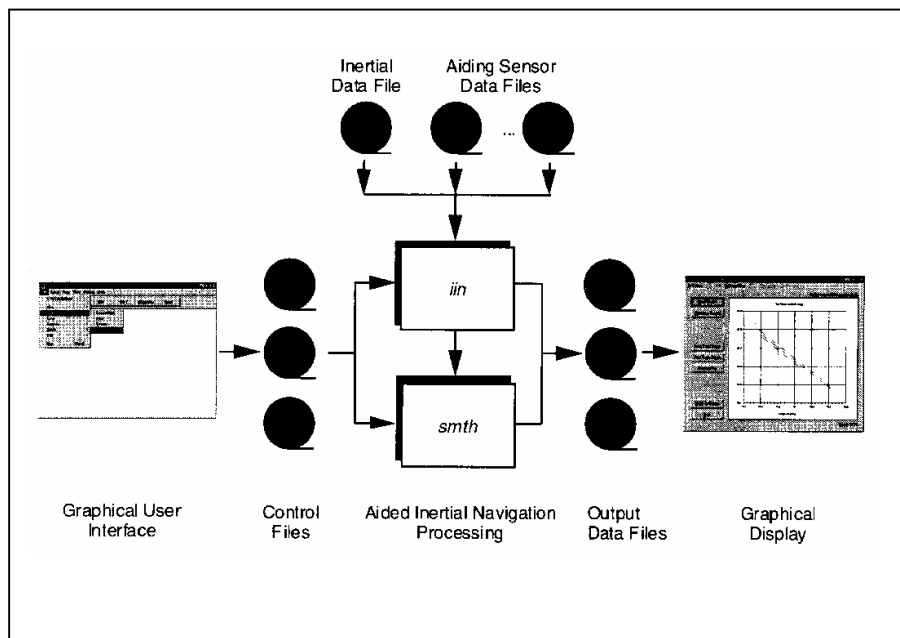 Inertial
Data File
Aiding Sensor
Data Files
...
iin
smth
Graphical User
Interface
Control
Files
Aided Inertial Navigation
Processing
Output
Data Files
Graphical
Display